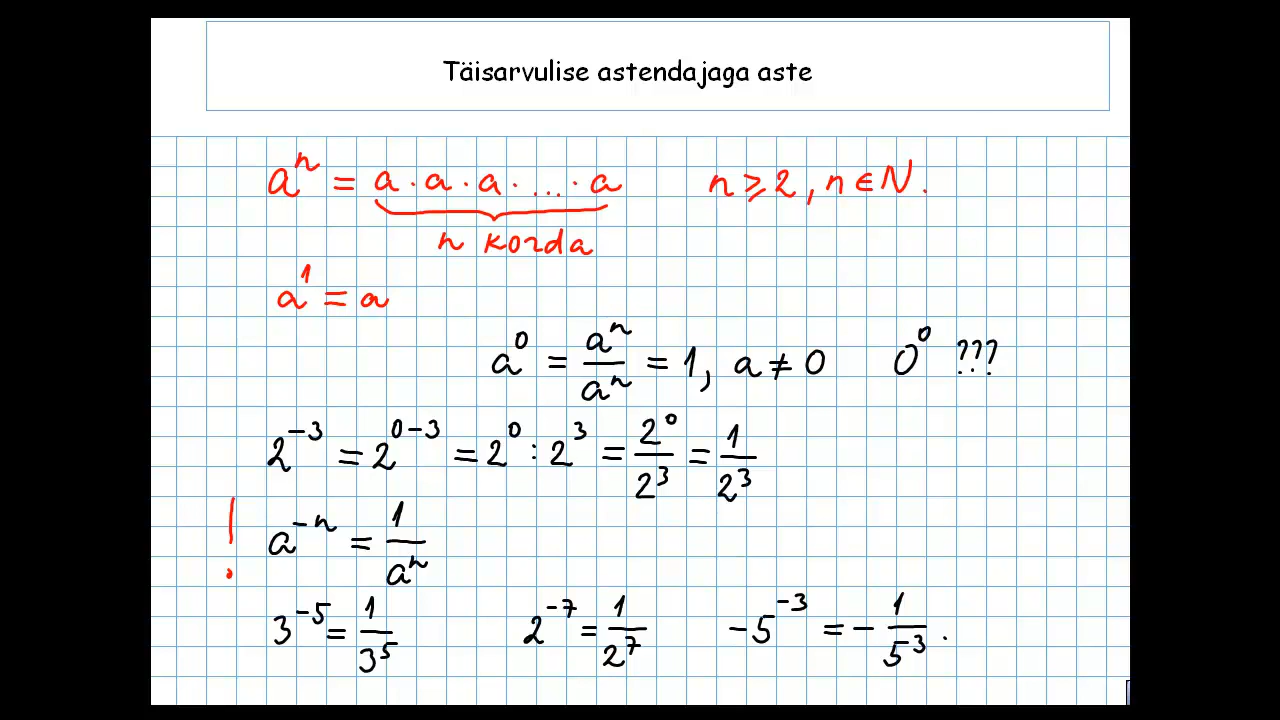 Täisarvulise astendajaga aste
aⁿ = a · a · a · ... · a n ⩾ 2, n ∈ N.
n korda
a¹ = a
a⁰ = aⁿ/aⁿ = 1, a ≠ 0 0⁰ ???
2⁻³ = 2⁰⁻³ = 2⁰ : 2³ = 2⁰/2³ = 1/2³
! a⁻ⁿ = 1/aⁿ
3⁻⁵ = 1/3⁵ 2⁻⁷ = 1/2⁷ -5⁻³ = - 1/5³.